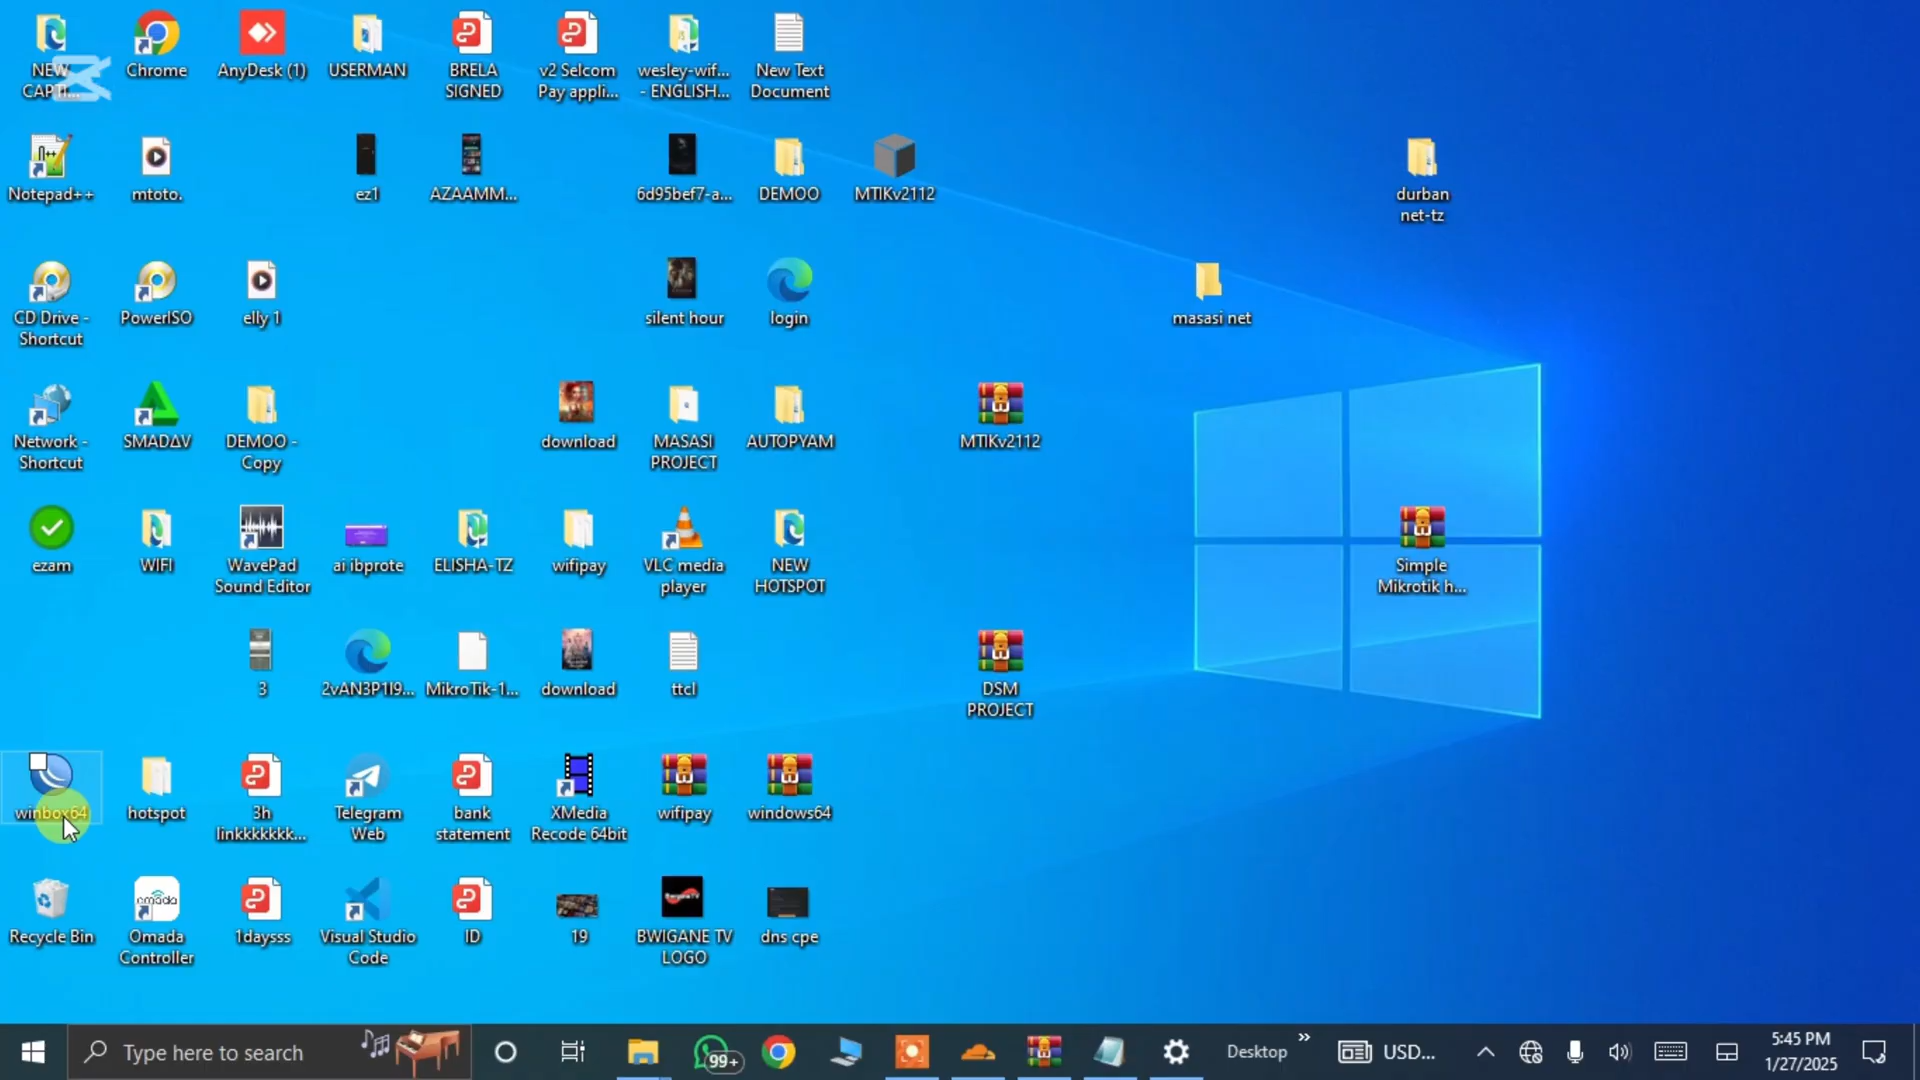 NEW
CAPTI...
Chrome
AnyDesk (1)
USERMAN
BRELA
SIGNED
v2 Selcom
Pay appli...
wesley-wif...
- ENGLISH...
New Text
Document
Notepad++
mtoto.
ez1
AZAAMM...
6d95bef7-a...
DEMOO
MTIKv2112
durban
net-tz
CD Drive -
Shortcut
PowerISO
elly 1
silent hour
login
masasi net
Network -
Shortcut
SMADΔV
DEMOO -
Copy
download
MASASI
PROJECT
AUTOPYAM
MTIKv2112
ezam
WIFI
WavePad
Sound Editor
ai ibprote
ELISHA-TZ
wifipay
VLC media
player
NEW
HOTSPOT
Simple
Mikrotik h...
3
2vAN3P1I9...
MikroTik-1...
download
ttcl
DSM
PROJECT
winbox64
hotspot
3h
linkkkkkkk...
Telegram
Web
bank
statement
XMedia
Recode 64bit
wifipay
windows64
Recycle Bin
omada
Omada
Controller
1daysss
Visual Studio
Code
ID
19
BWIGANE TV
LOGO
dns cpe
Type here to search
99+
Desktop
USD...
5:45 PM
1/27/2025